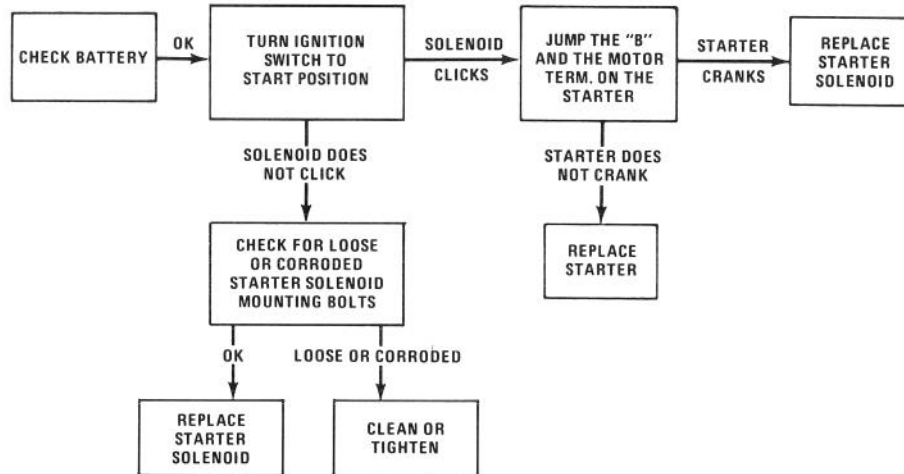 CHECK BATTERY
OK
TURN IGNITION
SWITCH TO
START POSITION
SOLENOID
CLICKS
JUMP THE "B"
AND THE MOTOR
TERM. ON THE
STARTER
STARTER
CRANKS
REPLACE
STARTER
SOLENOID
SOLENOID DOES
NOT CLICK
STARTER DOES
NOT CRANK
CHECK FOR LOOSE
OR CORRODED
STARTER SOLENOID
MOUNTING BOLTS
REPLACE
STARTER
OK
LOOSE OR CORRODED
REPLACE
STARTER
SOLENOID
CLEAN OR
TIGHTEN